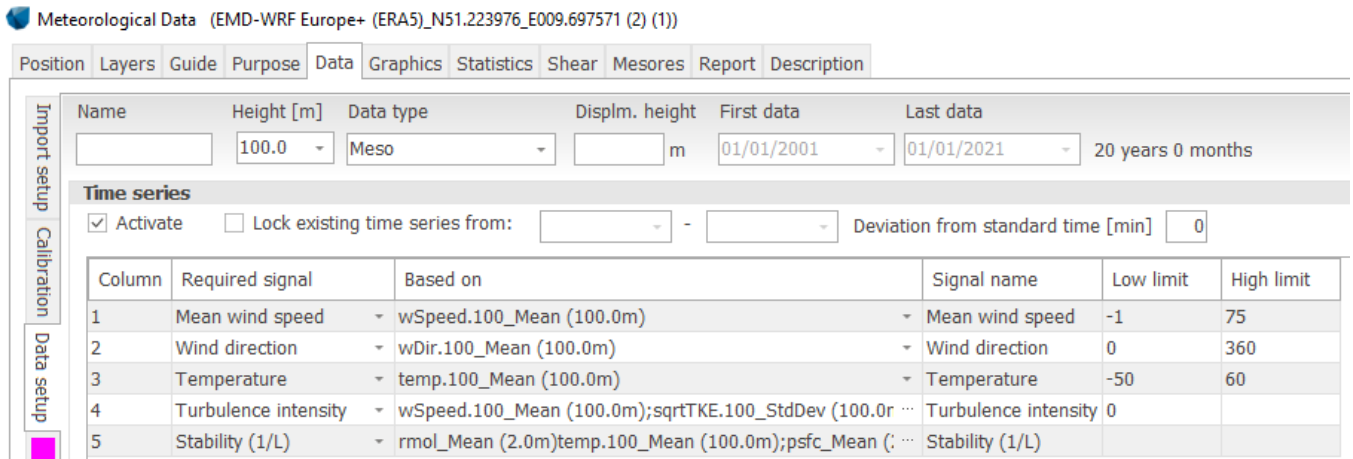 Meteorological Data (EMD-WRF Europe+ (ERA5)_N51.223976_E009.697571 (2) (1))
Position Layers Guide Purpose Data Graphics Statistics Shear Mesores Report Description
Import setup
Calibration
Data setup
Name Height [m] Data type Displm. height First data Last data
100.0 Meso m 01/01/2001 01/01/2021 20 years 0 months
Time series
Activate Lock existing time series from: - Deviation from standard time [min] 0
Column Required signal Based on Signal name Low limit High limit
1 Mean wind speed wSpeed.100_Mean (100.0m) Mean wind speed -1 75
2 Wind direction wDir.100_Mean (100.0m) Wind direction 0 360
3 Temperature temp.100_Mean (100.0m) Temperature -50 60
4 Turbulence intensity wSpeed.100_Mean (100.0m);sqrtTKE.100_StdDev (100.0 ... Turbulence intensity 0
5 Stability (1/L) rmol_Mean (2.0m)temp.100_Mean (100.0m);psfc_Mean ( ... Stability (1/L)